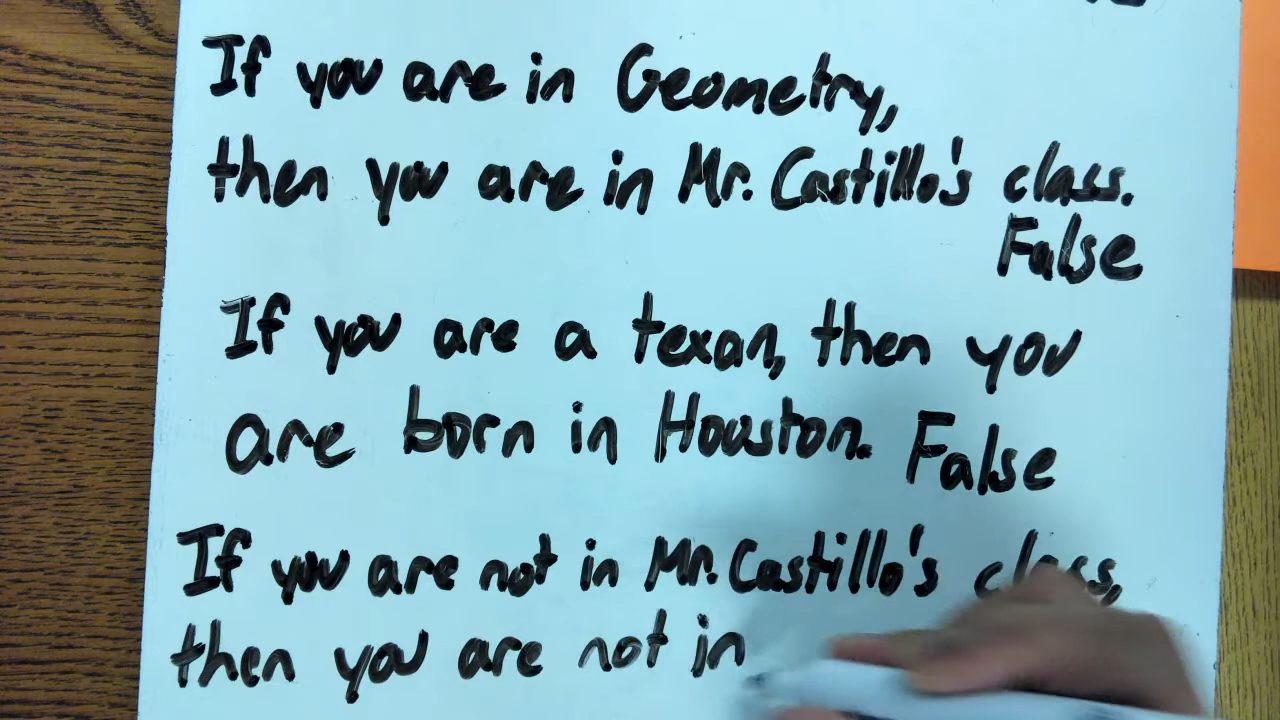 If you are in Geometry,
then you are in Mr. Castillo's class.
False
If you are a texan, then you
are born in Houston. False
If you are not in Mr. Castillo's class,
then you are not in